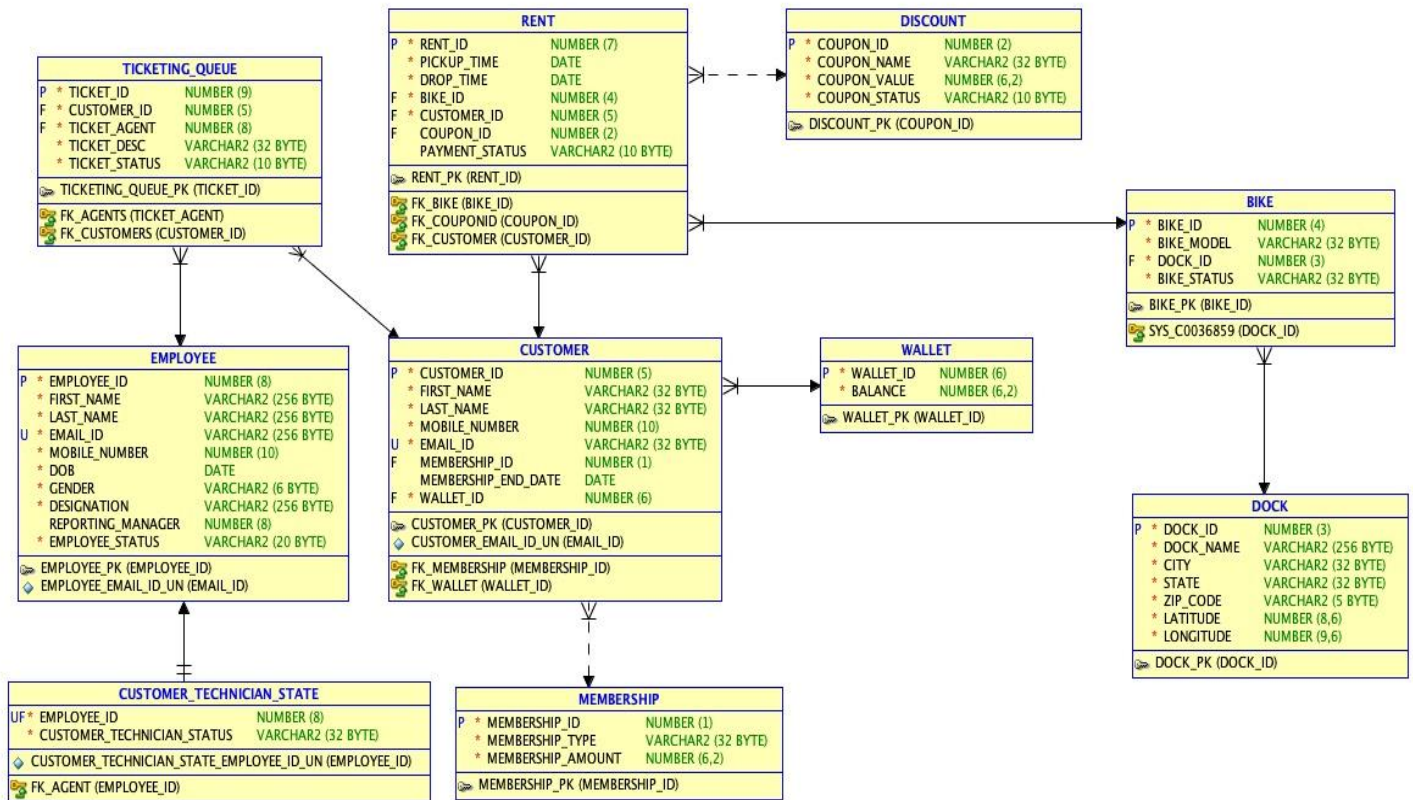 RENT
P * RENT_ID NUMBER (7)
* PICKUP_TIME DATE
* DROP_TIME DATE
F * BIKE_ID NUMBER (4)
F * CUSTOMER_ID NUMBER (5)
F COUPON_ID NUMBER (2)
PAYMENT_STATUS VARCHAR2 (10 BYTE)
RENT_PK (RENT_ID)
FK_BIKE (BIKE_ID)
FK_COUPONID (COUPON_ID)
FK_CUSTOMER (CUSTOMER_ID)
DISCOUNT
P * COUPON_ID NUMBER (2)
* COUPON_NAME VARCHAR2 (32 BYTE)
* COUPON_VALUE NUMBER (6,2)
* COUPON_STATUS VARCHAR2 (10 BYTE)
DISCOUNT_PK (COUPON_ID)
TICKETING_QUEUE
P * TICKET_ID NUMBER (9)
F * CUSTOMER_ID NUMBER (5)
F * TICKET_AGENT NUMBER (8)
* TICKET_DESC VARCHAR2 (32 BYTE)
* TICKET_STATUS VARCHAR2 (10 BYTE)
TICKETING_QUEUE_PK (TICKET_ID)
FK_AGENTS (TICKET_AGENT)
FK_CUSTOMERS (CUSTOMER_ID)
BIKE
P * BIKE_ID NUMBER (4)
* BIKE_MODEL VARCHAR2 (32 BYTE)
F * DOCK_ID NUMBER (3)
* BIKE_STATUS VARCHAR2 (32 BYTE)
BIKE_PK (BIKE_ID)
SYS_C0036859 (DOCK_ID)
EMPLOYEE
P * EMPLOYEE_ID NUMBER (8)
* FIRST_NAME VARCHAR2 (256 BYTE)
* LAST_NAME VARCHAR2 (256 BYTE)
U * EMAIL_ID VARCHAR2 (256 BYTE)
* MOBILE_NUMBER NUMBER (10)
* DOB DATE
* GENDER VARCHAR2 (6 BYTE)
* DESIGNATION VARCHAR2 (256 BYTE)
REPORTING_MANAGER NUMBER (8)
* EMPLOYEE_STATUS VARCHAR2 (20 BYTE)
EMPLOYEE_PK (EMPLOYEE_ID)
EMPLOYEE_EMAIL_ID_UN (EMAIL_ID)
CUSTOMER
P * CUSTOMER_ID NUMBER (5)
* FIRST_NAME VARCHAR2 (32 BYTE)
* LAST_NAME VARCHAR2 (32 BYTE)
* MOBILE_NUMBER NUMBER (10)
U * EMAIL_ID VARCHAR2 (32 BYTE)
F MEMBERSHIP_ID NUMBER (1)
MEMBERSHIP_END_DATE DATE
F * WALLET_ID NUMBER (6)
CUSTOMER_PK (CUSTOMER_ID)
CUSTOMER_EMAIL_ID_UN (EMAIL_ID)
FK_MEMBERSHIP (MEMBERSHIP_ID)
FK_WALLET (WALLET_ID)
WALLET
P * WALLET_ID NUMBER (6)
* BALANCE NUMBER (6,2)
WALLET_PK (WALLET_ID)
DOCK
P * DOCK_ID NUMBER (3)
* DOCK_NAME VARCHAR2 (256 BYTE)
* CITY VARCHAR2 (32 BYTE)
* STATE VARCHAR2 (32 BYTE)
* ZIP_CODE VARCHAR2 (5 BYTE)
* LATITUDE NUMBER (8,6)
* LONGITUDE NUMBER (9,6)
DOCK_PK (DOCK_ID)
CUSTOMER_TECHNICIAN_STATE
UF * EMPLOYEE_ID NUMBER (8)
* CUSTOMER_TECHNICIAN_STATUS VARCHAR2 (32 BYTE)
CUSTOMER_TECHNICIAN_STATE_EMPLOYEE_ID_UN (EMPLOYEE_ID)
FK_AGENT (EMPLOYEE_ID)
MEMBERSHIP
P * MEMBERSHIP_ID NUMBER (1)
* MEMBERSHIP_TYPE VARCHAR2 (32 BYTE)
* MEMBERSHIP_AMOUNT NUMBER (6,2)
MEMBERSHIP_PK (MEMBERSHIP_ID)